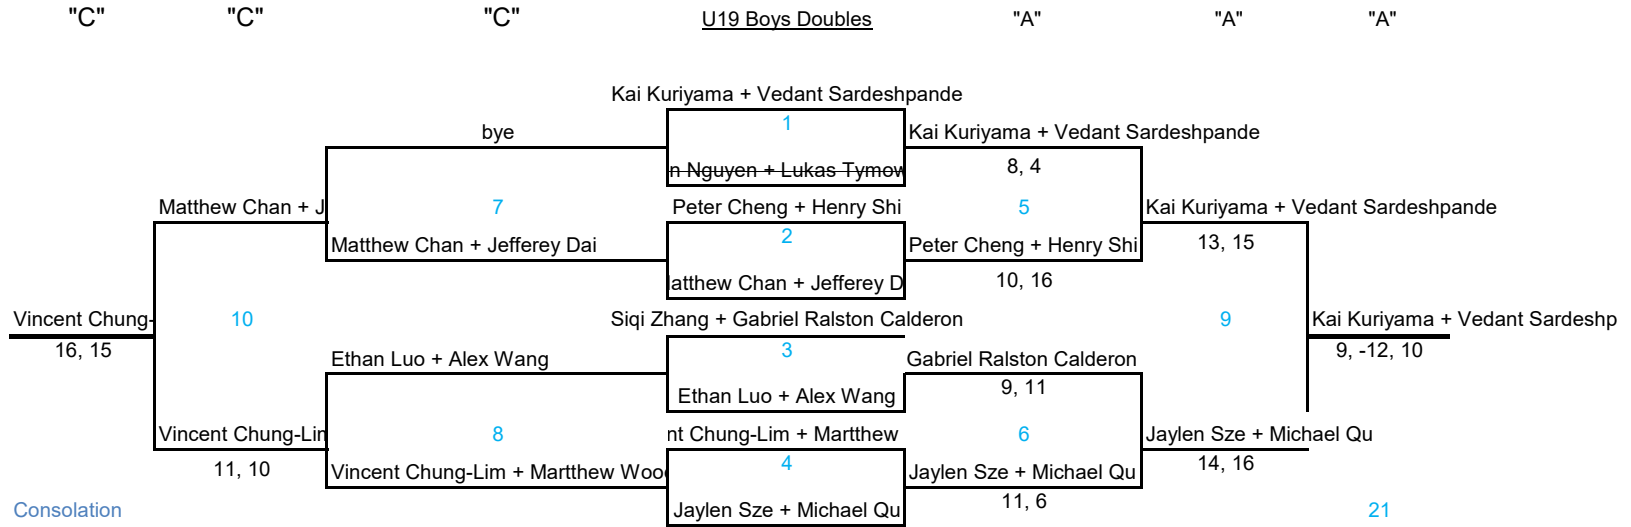 "C" "C" "C" U19 Boys Doubles "A" "A" "A"
Kai Kuriyama + Vedant Sardeshpande
1
bye Kai Kuriyama + Vedant Sardeshpande
n Nguyen + Lukas Tymow 8, 4
Matthew Chan + J 7 Peter Cheng + Henry Shi 5 Kai Kuriyama + Vedant Sardeshpande
2 13, 15
Matthew Chan + Jefferey Dai Peter Cheng + Henry Shi
atthew Chan + Jefferey D 10, 16
Vincent Chung- 10 Siqi Zhang + Gabriel Ralston Calderon 9 Kai Kuriyama + Vedant Sardeshp
16, 15 3 9, -12, 10
Ethan Luo + Alex Wang Gabriel Ralston Calderon
9, 11
Ethan Luo + Alex Wang
Vincent Chung-Lin 8 nt Chung-Lim + Martthew 6 Jaylen Sze + Michael Qu
11, 10 4 14, 16
Vincent Chung-Lim + Martthew Wood Jaylen Sze + Michael Qu
11, 6
Consolation Jaylen Sze + Michael Qu 21